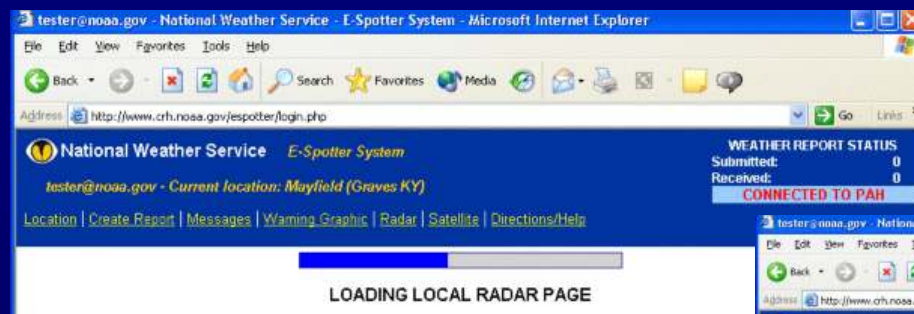 tester@noaa.gov - National Weather Service - E-Spotter System - Microsoft Internet Explorer
File Edit View Favorites Tools Help
Back Search Favorites Media
Address http://www.crh.noaa.gov/espotter/login.php Go Links
National Weather Service E-Spotter System
WEATHER REPORT STATUS
Submitted: 0
Received: 0
CONNECTED TO PAH
tester@noaa.gov - Current location: Mayfield (Graves KY)
Location | Create Report | Messages | Warning Graphic | Radar | Satellite | Directions/Help
LOADING LOCAL RADAR PAGE
tester@noaa.gov - Nationa
File Edit View Favorites
Back
Address http://www.crh.noaa.